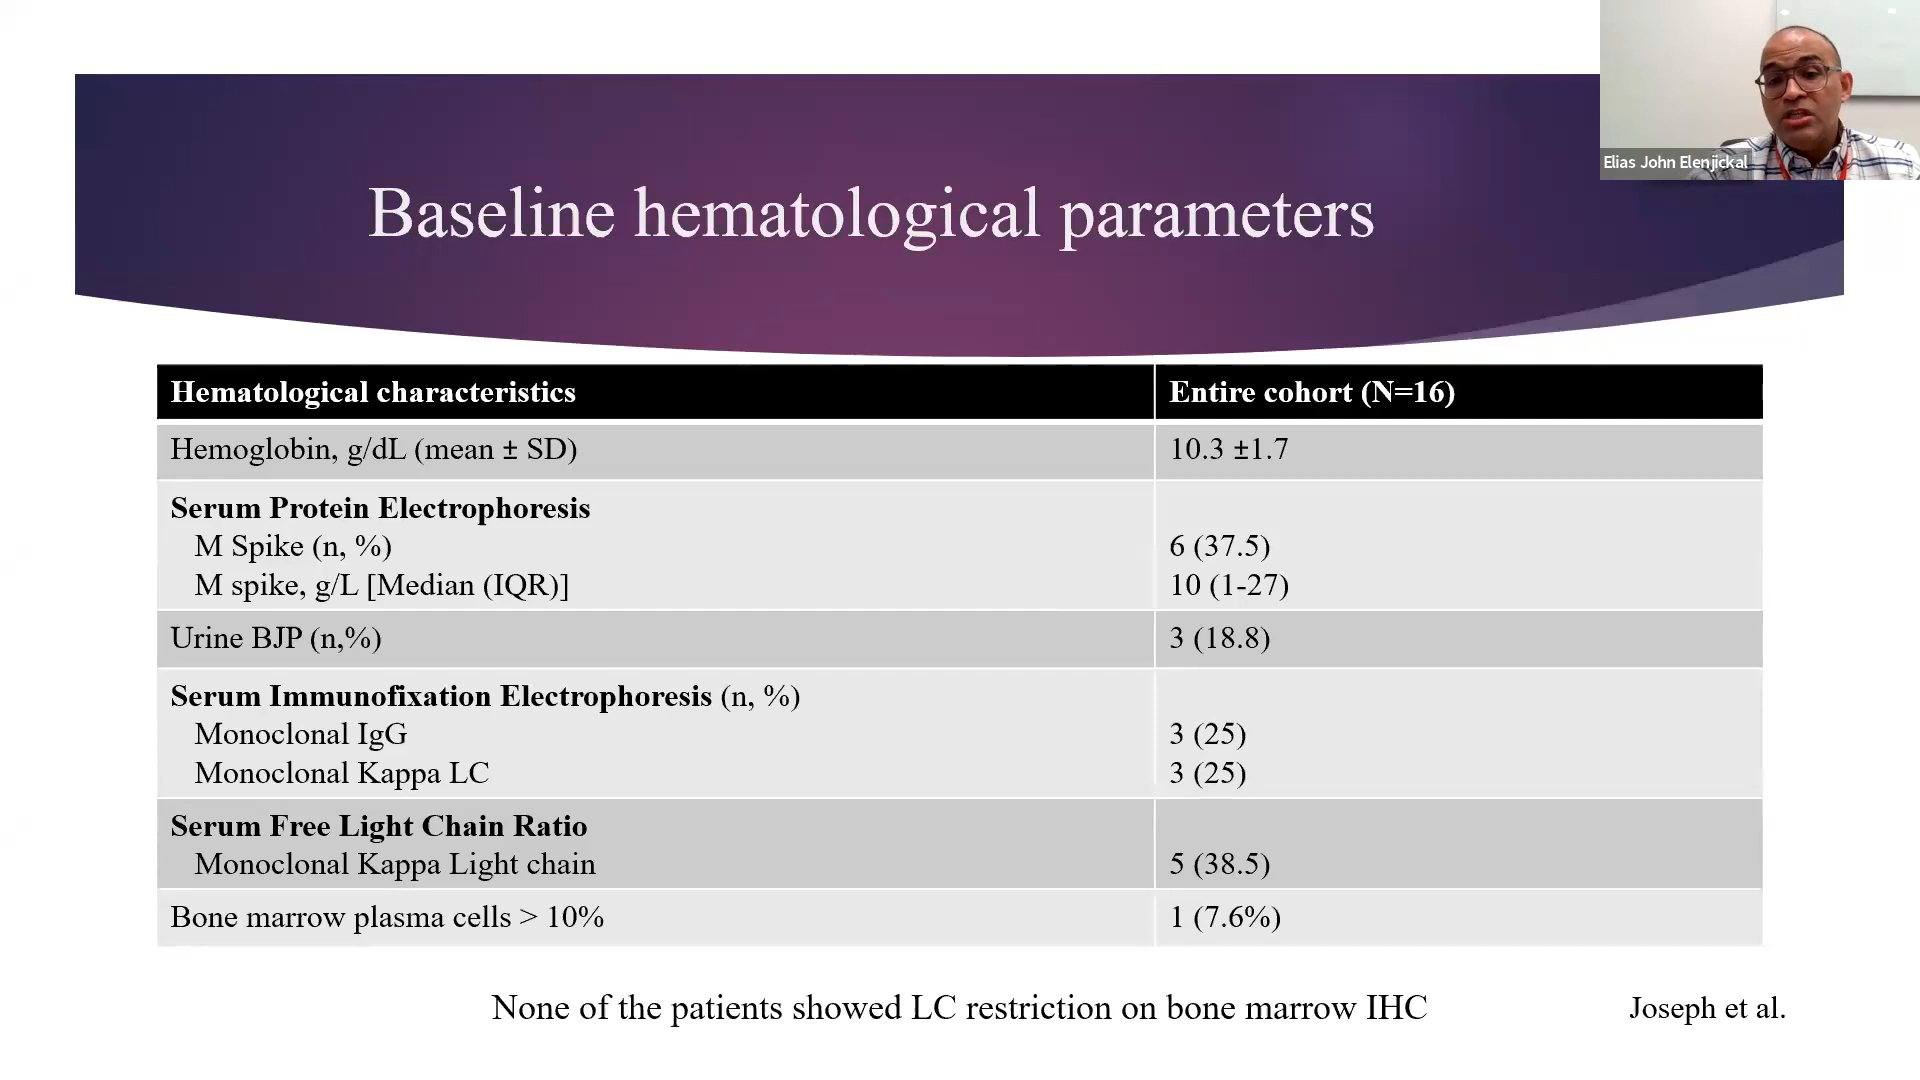 Elias John Elenjickal
Baseline hematological parameters
Hematological characteristics Entire cohort (N=16)
Hemoglobin, g/dL (mean ± SD) 10.3 ±1.7
Serum Protein Electrophoresis
M Spike (n, %) 6 (37.5)
M spike, g/L [Median (IQR)] 10 (1-27)
Urine BJP (n,%) 3 (18.8)
Serum Immunofixation Electrophoresis (n, %)
Monoclonal IgG 3 (25)
Monoclonal Kappa LC 3 (25)
Serum Free Light Chain Ratio
Monoclonal Kappa Light chain 5 (38.5)
Bone marrow plasma cells > 10% 1 (7.6%)
None of the patients showed LC restriction on bone marrow IHC
Joseph et al.